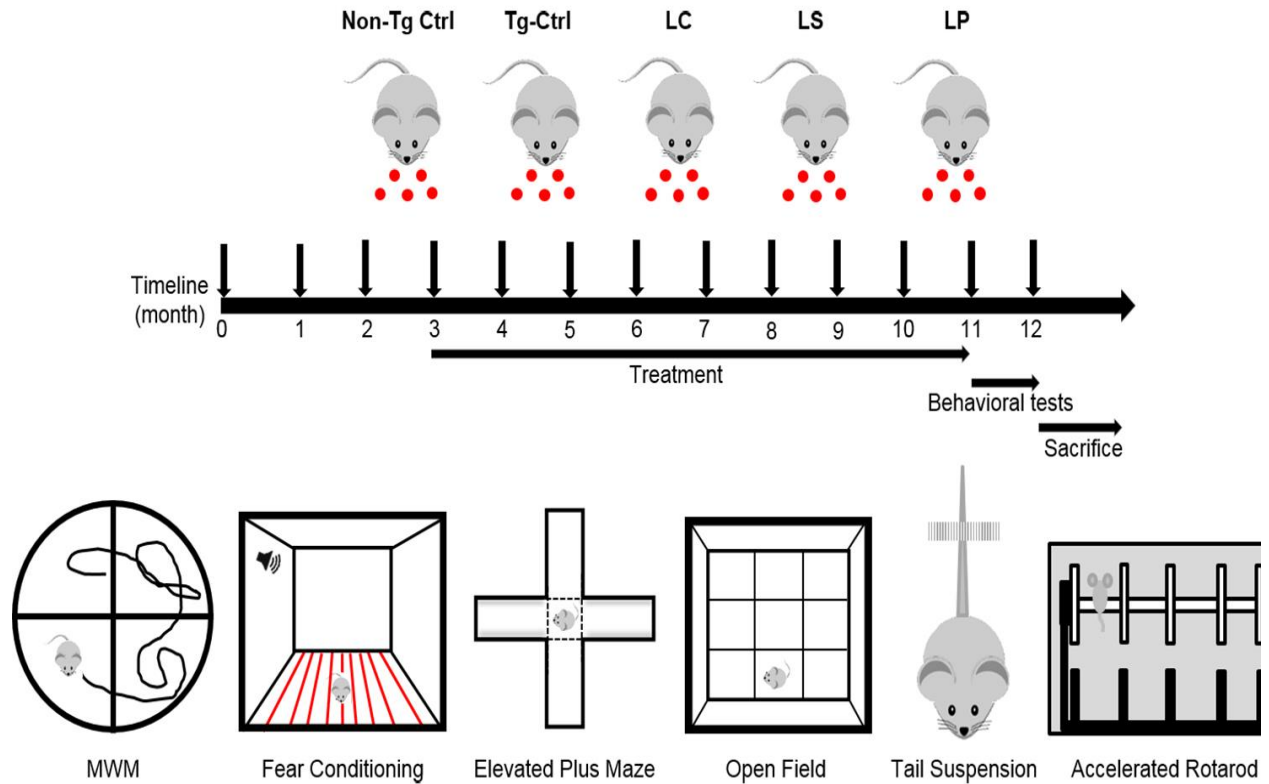 Non-Tg Ctrl Tg-Ctrl LC LS LP
Timeline
(month)
0 1 2 3 4 5 6 7 8 9 10 11 12
Treatment
Behavioral tests
Sacrifice
MWM Fear Conditioning Elevated Plus Maze Open Field Tail Suspension Accelerated Rotarod